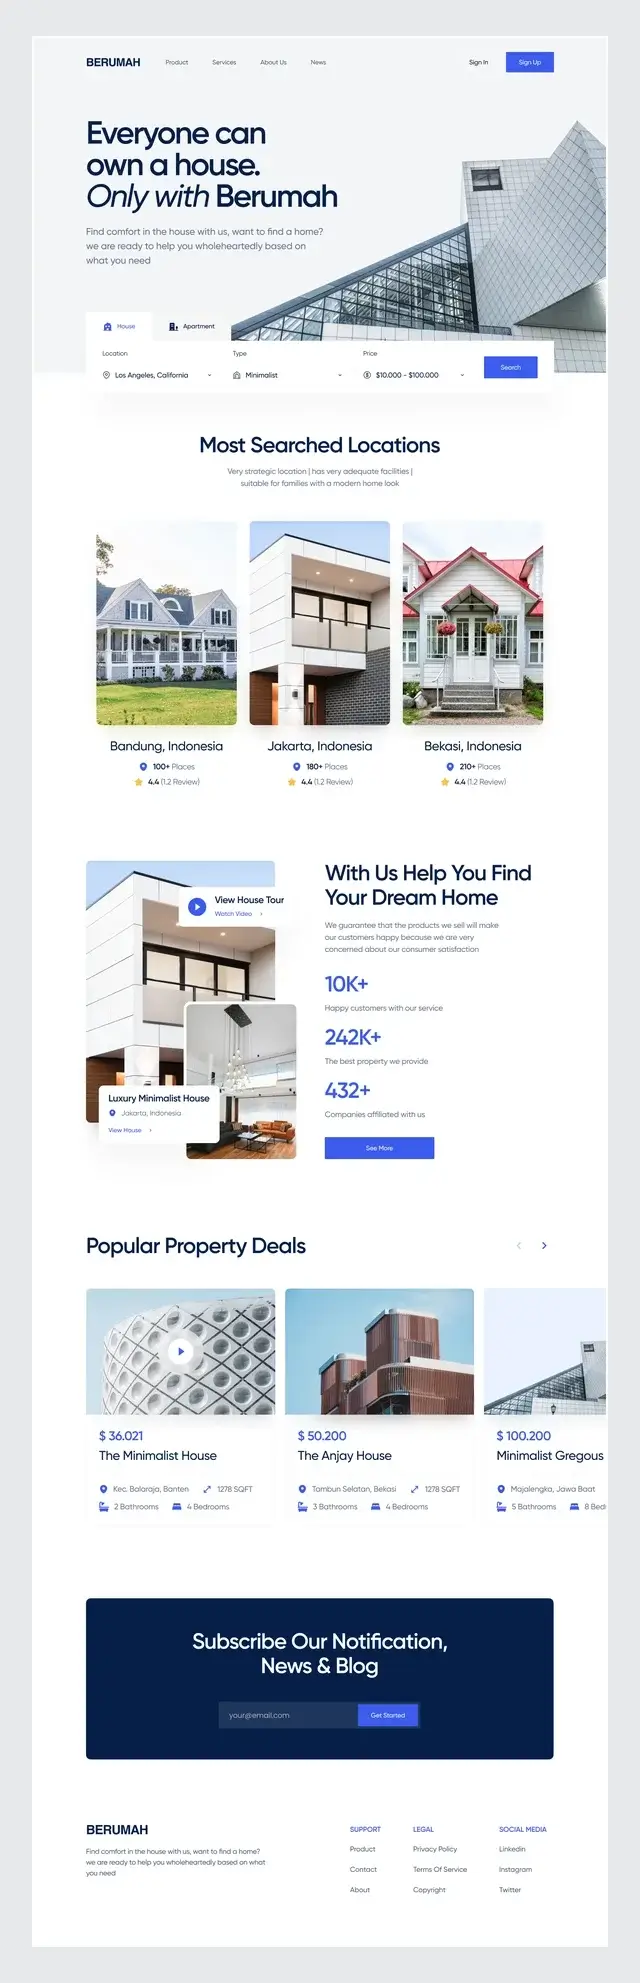 BERUMAH
Product Services About Us News
Sign In
Sign Up
Everyone can
own a house.
Only with Berumah
Find comfort in the house with us, want to find a home?
we are ready to help you wholeheartedly based on
what you need
House Apartment
Location Type Price
Los Angeles, California Minimalist $10.000 - $100.000
Search
Most Searched Locations
Very strategic location | has very adequate facilities |
suitable for families with a modern home look
Bandung, Indonesia
100+ Places
4.4 (1.2 Review)
Jakarta, Indonesia
180+ Places
4.4 (1.2 Review)
Bekasi, Indonesia
210+ Places
4.4 (1.2 Review)
View House Tour
Watch Video
Luxury Minimalist House
Jakarta, Indonesia
View House
With Us Help You Find
Your Dream Home
We guarantee that the products we sell will make
our customers happy because we are very
concerned about our consumer satisfaction
10K+
Happy customers with our service
242K+
The best property we provide
432+
Companies affiliated with us
See More
Popular Property Deals
$ 36.021
The Minimalist House
Kec. Balaraja, Banten 1278 SQFT
2 Bathrooms 4 Bedrooms
$ 50.200
The Anjay House
Tambun Selatan, Bekasi 1278 SQFT
3 Bathrooms 4 Bedrooms
$ 100.200
Minimalist Gregous
Majalengka, Jawa Baat
5 Bathrooms 8 Bed
Subscribe Our Notification,
News & Blog
your@email.com
Get Started
BERUMAH
Find comfort in the house with us, want to find a home?
we are ready to help you wholeheartedly based on what
you need
SUPPORT
Product
Contact
About
LEGAL
Privacy Policy
Terms Of Service
Copyright
SOCIAL MEDIA
Linkedin
Instagram
Twitter